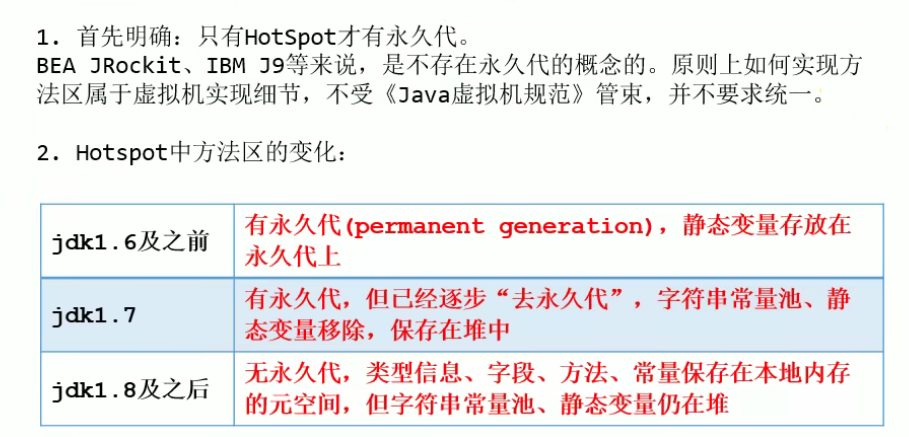 1. 首先明确：只有HotSpot才有永久代。
BEA JRockit、IBM J9等来说，是不存在永久代的概念的。原则上如何实现方
法区属于虚拟机实现细节，不受《Java虚拟机规范》管束，并不要求统一。
2. Hotspot中方法区的变化：
jdk1.6及之前
有永久代(permanent generation)，静态变量存放在
永久代上
jdk1.7
有永久代，但已经逐步“去永久代”，字符串常量池、静
态变量移除，保存在堆中
jdk1.8及之后
无永久代，类型信息、字段、方法、常量保存在本地内存
的元空间，但字符串常量池、静态变量仍在堆